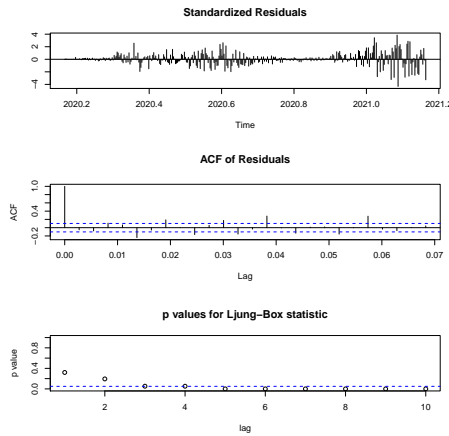 Standardized Residuals
4
2
0
−4
2020.2 2020.4 2020.6 2020.8 2021.0 2021.2
Time
ACF of Residuals
ACF
1.0
0.4
−0.2
0.00 0.01 0.02 0.03 0.04 0.05 0.06 0.07
Lag
p values for Ljung−Box statistic
p value
0.8
0.4
0.0
2 4 6 8 10
lag